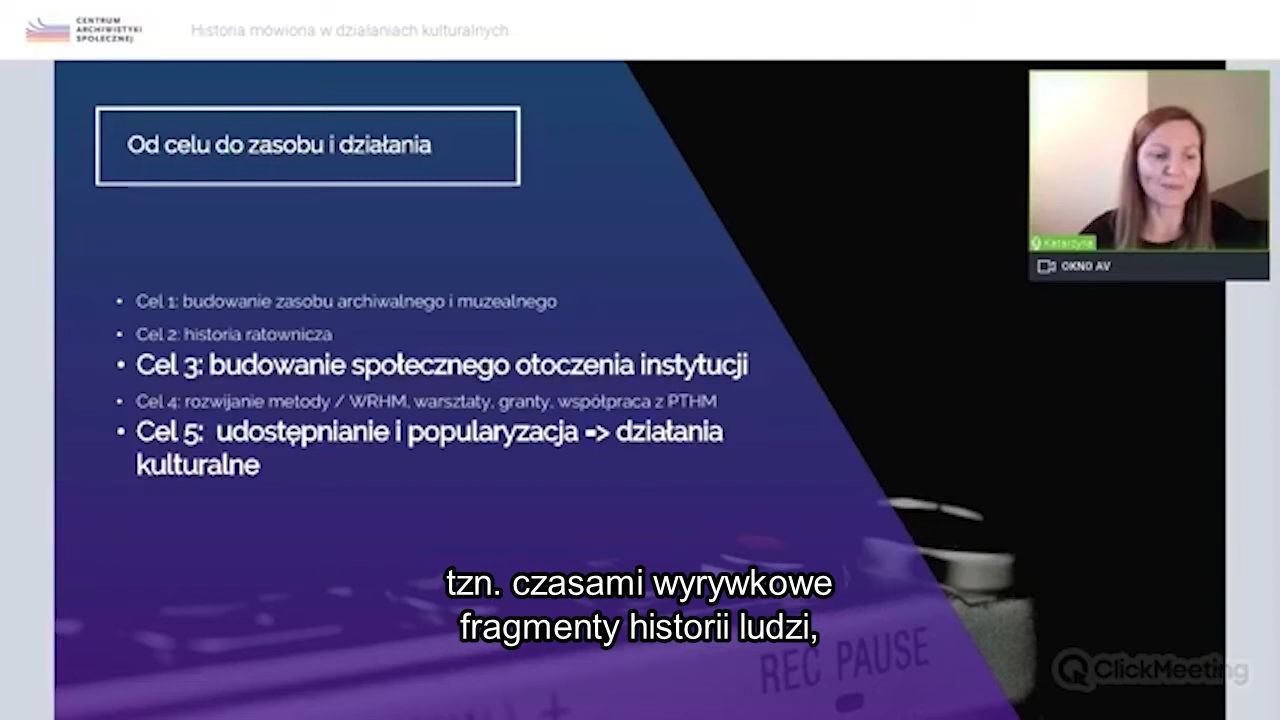 CENTRUM
ARCHIWISTYKI
SPOŁECZNEJ
Historia mówiona w działaniach kulturalnych
Od celu do zasobu i działania
Katarzyna
OKNO AV
• Cel 1: budowanie zasobu archiwalnego i muzealnego
• Cel 2: historia ratownicza
• Cel 3: budowanie społecznego otoczenia instytucji
• Cel 4: rozwijanie metody / WRHM, warsztaty, granty, współpraca z PTHM
• Cel 5: udostępnianie i popularyzacja => działania
kulturalne
tzn. czasami wyrywkowe
fragmenty historii ludzi,
REC PAUSE
ClickMeeting